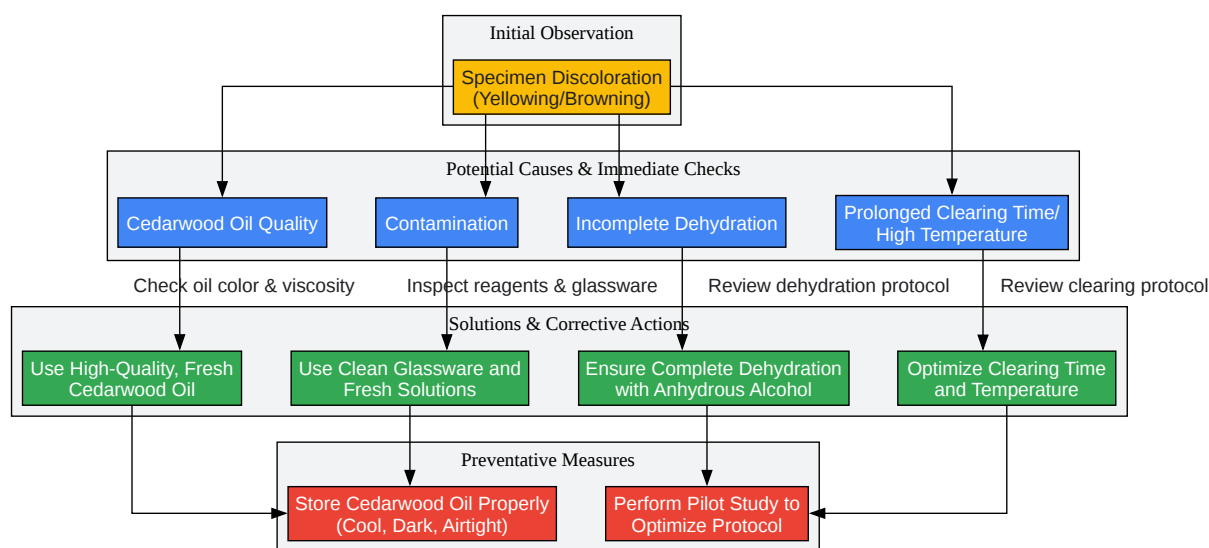 Initial Observation
Specimen Discoloration
(Yellowing/Browning)
Potential Causes & Immediate Checks
Cedarwood Oil Quality
Contamination
Incomplete Dehydration
Prolonged Clearing Time/
High Temperature
Check oil color & viscosity
Inspect reagents & glassware
Review dehydration protocol
Review clearing protocol
Solutions & Corrective Actions
Use High-Quality, Fresh
Cedarwood Oil
Use Clean Glassware and
Fresh Solutions
Ensure Complete Dehydration
with Anhydrous Alcohol
Optimize Clearing Time
and Temperature
Preventative Measures
Store Cedarwood Oil Properly
(Cool, Dark, Airtight)
Perform Pilot Study to
Optimize Protocol